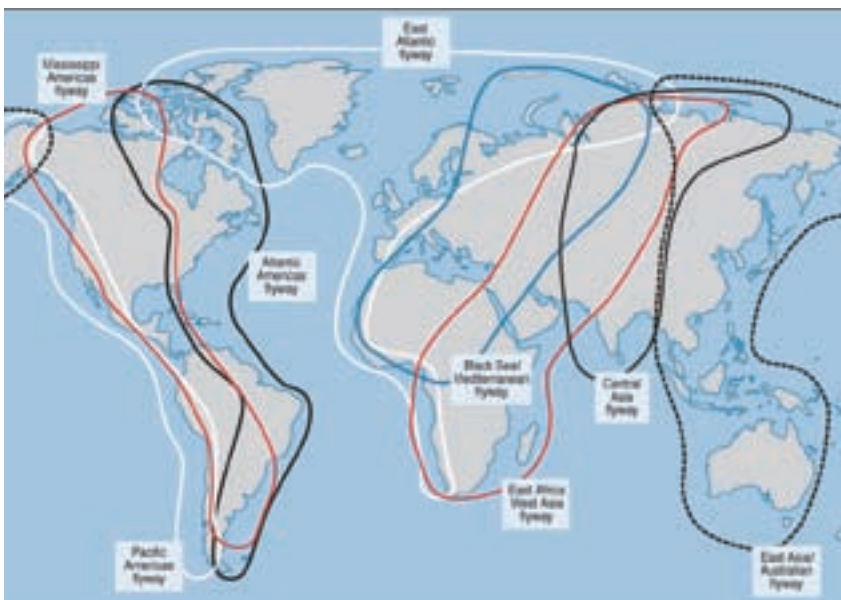 East
Atlantic
flyway
Mississippi
Americas
flyway
Atlantic
Americas
flyway
Black Sea/
Mediterranean
flyway
Central
Asia
flyway
East Africa
West Asia
flyway
Pacific
Americas
flyway
East Asia/
Australian
flyway